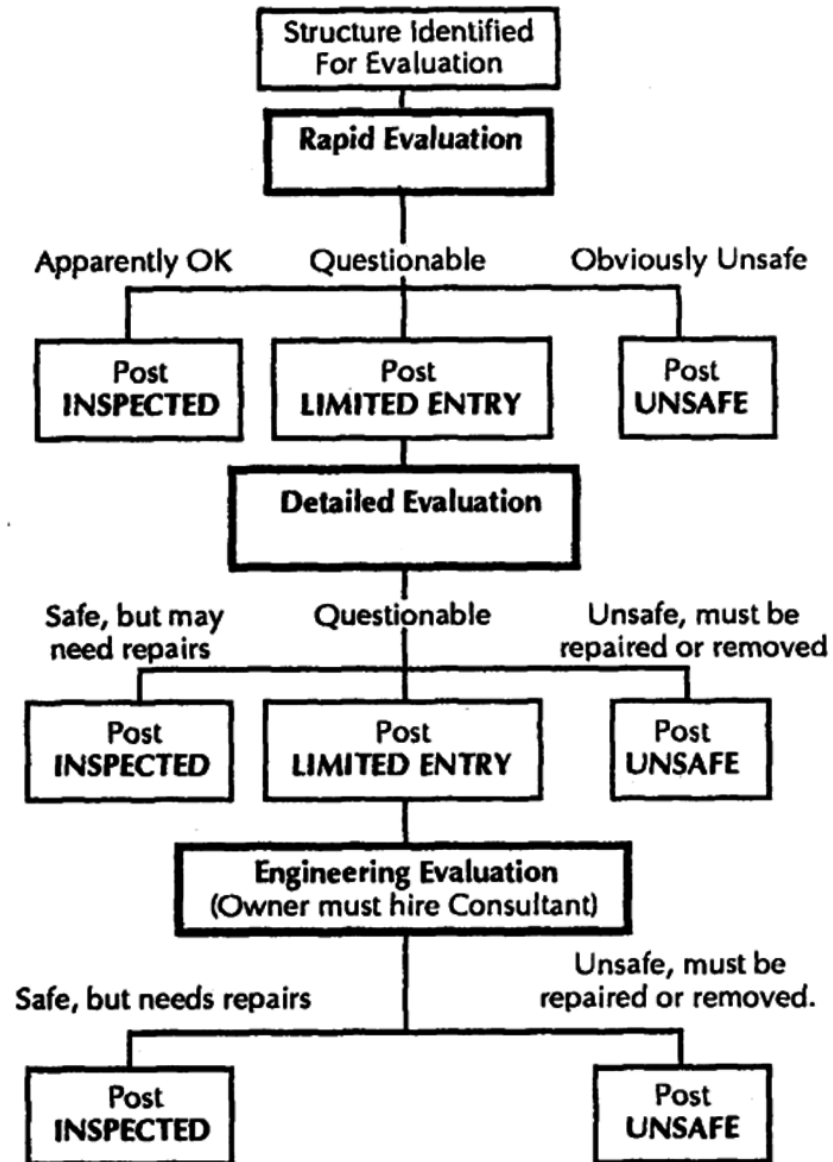 Structure Identified
For Evaluation
Rapid Evaluation
Apparently OK
Questionable
Obviously Unsafe
Post
INSPECTED
Post
LIMITED ENTRY
Post
UNSAFE
Detailed Evaluation
Safe, but may
need repairs
Questionable
Unsafe, must be
repaired or removed
Post
INSPECTED
Post
LIMITED ENTRY
Post
UNSAFE
Engineering Evaluation
(Owner must hire Consultant)
Safe, but needs repairs
Unsafe, must be
repaired or removed.
Post
INSPECTED
Post
UNSAFE